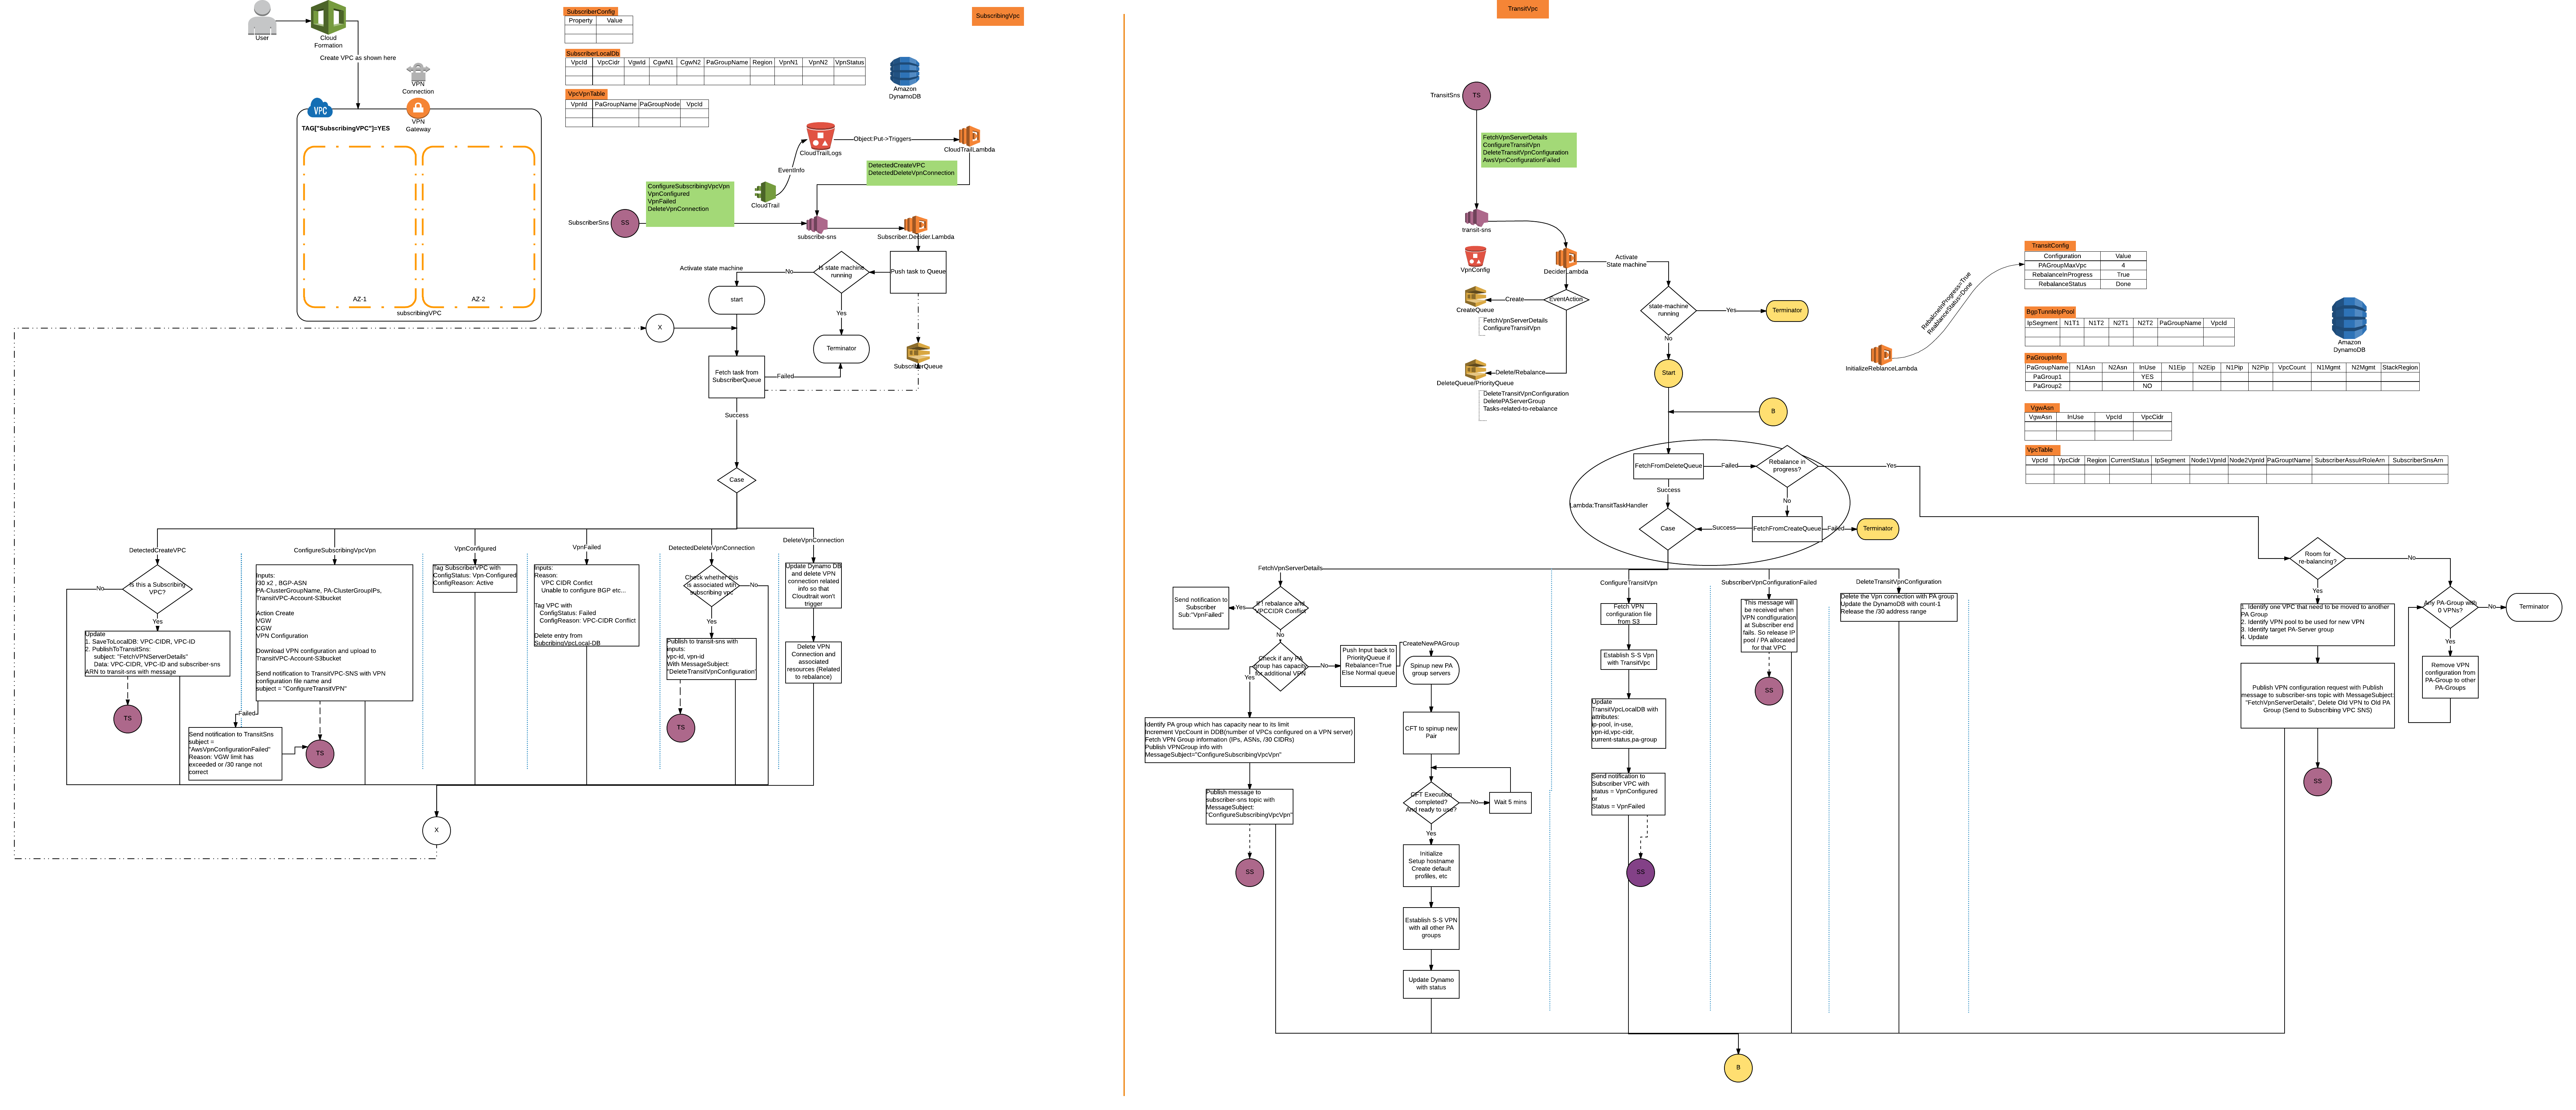 User
Cloud
Formation
Create VPC as shown here
VPN
Connection
VPC
VPN
Gateway
TAG["SubscribingVPC"]=YES
AZ-1
AZ-2
subscribingVPC
SubscriberConfig
Property Value
SubscriberLocalDb
VpcId VpcCidr VgwId CgwN1 CgwN2 PaGroupName Region VpnN1 VpnN2 VpnStatus
VpcVpnTable
VpnId PaGroupName PaGroupNode VpcId
Amazon
DynamoDB
SubscribingVpc
CloudTrailLogs
Object:Put->Triggers
CloudTrailLambda
EventInfo
CloudTrail
DetectedCreateVPC
DetectedDeleteVpnConnection
ConfigureSubscribingVpcVpn
VpnConfigured
VpnFailed
DeleteVpnConnection
SubscriberSns
SS
subscribe-sns
Subscriber.Decider.Lambda
Push task to Queue
Is state machine
running
No
Activate state machine
start
Yes
Terminator
X
SubscriberQueue
Fetch task from
SubscriberQueue
Failed
Success
Case
DetectedCreateVPC
Is this a Subscribing
VPC?
No
Yes
Update
1. SaveToLocalDB: VPC-CIDR, VPC-ID
2. PublishToTransitSns:
subject: "FetchVPNServerDetails"
Data: VPC-CIDR, VPC-ID and subscriber-sns
ARN to transit-sns with message
TS
ConfigureSubscribingVpcVpn
Inputs:
/30 x2 , BGP-ASN
PA-ClusterGroupName, PA-ClusterGroupIPs,
TransitVPC-Account-S3bucket
Action Create
VGW
CGW
VPN Configuration
Download VPN configuration and upload to
TransitVPC-Account-S3bucket
Send notification to TransitVPC-SNS with VPN
configuration file name and
subject = "ConfigureTransitVPN"
Failed
Send notification to TransitSns
subject =
"AwsVpnConfigurationFailed"
Reason: VGW limit has
exceeded or /30 range not
correct
TS
VpnConfigured
Tag SubscriberVPC with
ConfigStatus: Vpn-Configured
ConfigReason: Active
VpnFailed
Inputs:
Reason:
VPC CIDR Confict
Unable to configure BGP etc...
Tag VPC with
ConfigStatus: Failed
ConfigReason: VPC-CIDR Conflict
Delete entry from
SubcribingVpcLocal-DB
DetectedDeleteVpnConnection
Check whether this
is associated with
subscribing vpc
No
Yes
Publish to transit-sns with
inputs:
vpc-id, vpn-id
With MessageSubject:
"DeleteTransitVpnConfiguration"
TS
DeleteVpnConnection
Update Dynamo DB
and delete VPN
connection related
info so that
Cloudtrail won't
trigger
Delete VPN
Connection and
associated
resources (Related
to rebalance)
X
TransitVpc
TransitSns
TS
FetchVpnServerDetails
ConfigureTransitVpn
DeleteTransitVpnConfiguration
AwsVpnConfigurationFailed
transit-sns
VpnConfig
DeciderLambda
Activate
State machine
EventAction
Create
CreateQueue
FetchVpnServerDetails
ConfigureTransitVpn
Delete/Rebalance
DeleteQueue/PriorityQueue
DeleteTransitVpnConfiguration
DeletePAServerGroup
Tasks-related-to-rebalance
state-machine
running
Yes
Terminator
No
Start
B
FetchFromDeleteQueue
Failed
Rebalance in
progress?
Yes
Success
No
Lambda:TransitTaskHandler
Case
Success
FetchFromCreateQueue
Failed
Terminator
InitializeReblanceLambda
RebalcneInProgress=True
ReablanceStatus=Done
TransitConfig
Configuration Value
PAGroupMaxVpc 4
RebalanceInProgress True
RebalanceStatus Done
BgpTunnleIpPool
IpSegment N1T1 N1T2 N2T1 N2T2 PaGroupName VpcId
Amazon
DynamoDB
PaGroupInfo
PaGroupName N1Asn N2Asn InUse N1Eip N2Eip N1Pip N2Pip VpcCount N1Mgmt N2Mgmt StackRegion
PaGroup1 YES
PaGroup2 NO
VgwAsn
VgwAsn InUse VpcId VpcCidr
VpcTable
VpcId VpcCidr Region CurrentStatus IpSegment Node1VpnId Node2VpnId PaGrouptName SubscriberAssuIrRoleArn SubscriberSnsArn
FetchVpnServerDetails
Send notification to
Subscriber
Sub:"VpnFailed"
Yes
VPCCIDR Conflict
No
Check if any PA
group has capacity
for additional VPN
No
Yes
Push Input back to
PriorityQueue if
Rebalance=True
Else Normal queue
CreateNewPAGroup
Spinup new PA
group servers
CFT to spinup new
Pair
CFT Execution
completed?
And ready to use?
No
Wait 5 mins
Yes
Initialize
Setup hostname
Create default
profiles, etc
Establish S-S VPN
with all other PA
groups
Update Dynamo
with status
Identify PA group which has capacity near to its limit
Increment VpcCount in DDB(number of VPCs configured on a VPN server)
Fetch VPN Group information (IPs, ASNs, /30 CIDRs)
Publish VPNGroup info with
MessageSubject="ConfigureSubscribingVpcVpn"
Publish message to
subscriber-sns topic with
MessageSubject:
"ConfigureSubscribingVpcVpn"
SS
ConfigureTransitVpn
Fetch VPN
configuration file
from S3
Establish S-S Vpn
with TransitVpc
Update
TransitVpcLocalDB with
attributes:
ip-pool, in-use,
vpn-id,vpc-cidr,
current-status,pa-group
Send notification to
Subscriber VPC with
status = VpnConfigured
or
Status = VpnFailed
SS
SubscriberVpnConfigurationFailed
This message will
be received when
VPN condfiguration
at Subscriber end
fails. So release IP
pool / PA allocated
for that VPC
SS
DeleteTransitVpnConfiguration
Delete the Vpn connection with PA group
Update the DynamoDB with count-1
Release the /30 address range
Room for
re-balancing?
No
Yes
1. Identify one VPC that need to be moved to another
PA Group
2. Identify VPN pool to be used for new VPN
3. Identify target PA-Server group
4. Update
Publish VPN configuration request with Publish
message to subscriber-sns topic with MessageSubject:
"FetchVpnServerDetails", Delete Old VPN to Old PA
Group (Send to Subscribing VPC SNS)
SS
Any PA-Group with
0 VPNs?
No
Terminator
Yes
Remove VPN
configuration from
PA-Group to other
PA-Groups
B